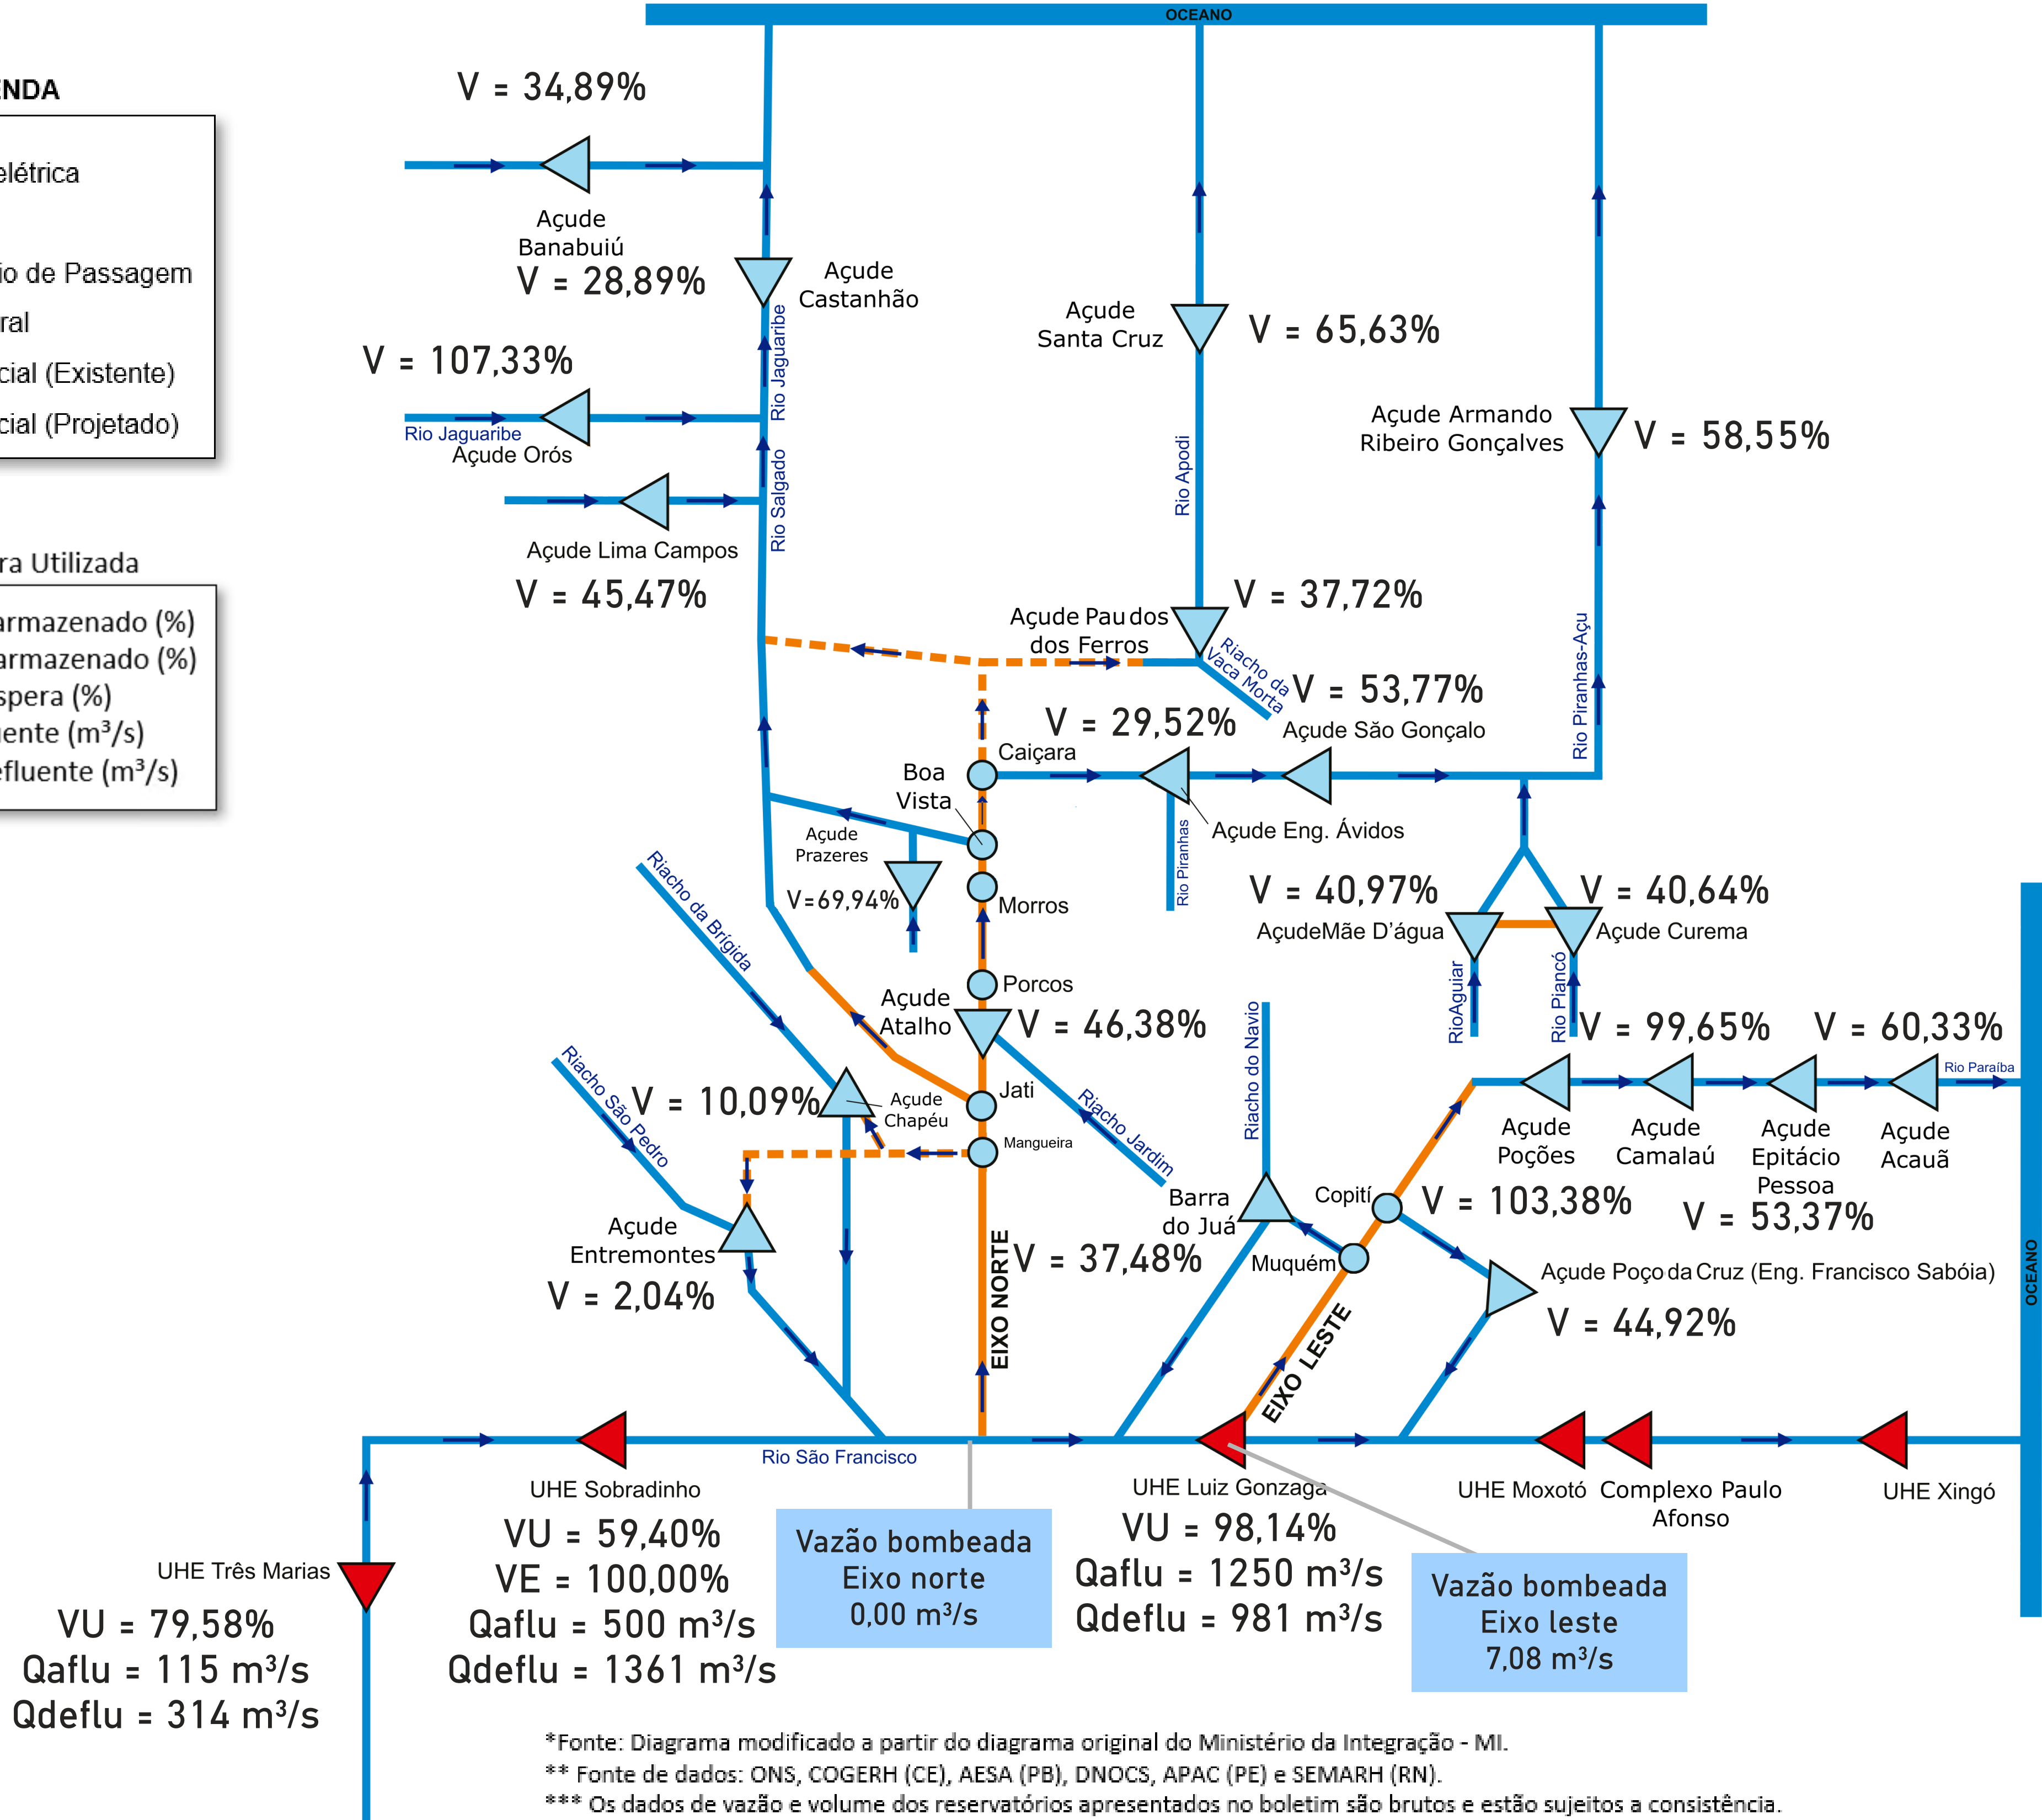 OCEANO
ENDA
elétrica
io de Passagem
ral
cial (Existente)
cial (Projetado)
ra Utilizada
armazenado (%)
armazenado (%)
spera (%)
uente (m³/s)
efluente (m³/s)
V = 34,89%
Açude
Banabuiú
V = 28,89%
Açude
Castanhão
Rio Jaguaribe
V = 107,33%
Rio Jaguaribe
Açude Orós
Rio Salgado
Açude Lima Campos
V = 45,47%
Açude
Santa Cruz
V = 65,63%
Rio Apodi
Açude Armando
Ribeiro Gonçalves
V = 58,55%
Açude Pau dos
dos Ferros
V = 37,72%
Riacho da
Vaca Morta
Rio Piranhas-Açu
V = 53,77%
Açude São Gonçalo
V = 29,52%
Caiçara
Boa
Vista
Açude Eng. Ávidos
Rio Piranhas
Açude
Prazeres
V=69,94%
Morros
Riacho da Brígida
V = 40,97%
AçudeMãe D'água
V = 40,64%
Açude Curema
RioAguiar
Rio Piancó
Porcos
Açude
Atalho
V = 46,38%
Riacho do Navio
V = 99,65%
V = 60,33%
Rio Paraíba
Riacho São Pedro
V = 10,09%
Açude
Chapéu
Jati
Mangueira
Riacho Jardim
Açude
Poções
Açude
Camalaú
Açude
Epitácio
Pessoa
Açude
Acauã
Barra
do Juá
Copití
V = 103,38%
V = 53,37%
Açude
Entremontes
V = 2,04%
EIXO NORTE
V = 37,48%
Muquém
Açude Poço da Cruz (Eng. Francisco Sabóia)
V = 44,92%
EIXO LESTE
OCEANO
Rio São Francisco
UHE Sobradinho
VU = 59,40%
VE = 100,00%
Qaflu = 500 m³/s
Qdeflu = 1361 m³/s
Vazão bombeada
Eixo norte
0,00 m³/s
UHE Luiz Gonzaga
VU = 98,14%
Qaflu = 1250 m³/s
Qdeflu = 981 m³/s
Vazão bombeada
Eixo leste
7,08 m³/s
UHE Moxotó
Complexo Paulo
Afonso
UHE Xingó
UHE Três Marias
VU = 79,58%
Qaflu = 115 m³/s
Qdeflu = 314 m³/s
*Fonte: Diagrama modificado a partir do diagrama original do Ministério da Integração - MI.
** Fonte de dados: ONS, COGERH (CE), AESA (PB), DNOCS, APAC (PE) e SEMARH (RN).
*** Os dados de vazão e volume dos reservatórios apresentados no boletim são brutos e estão sujeitos a consistência.